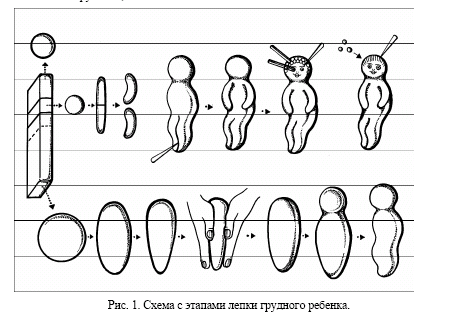 Рис. 1. Схема с этапами лепки грудного ребенка.